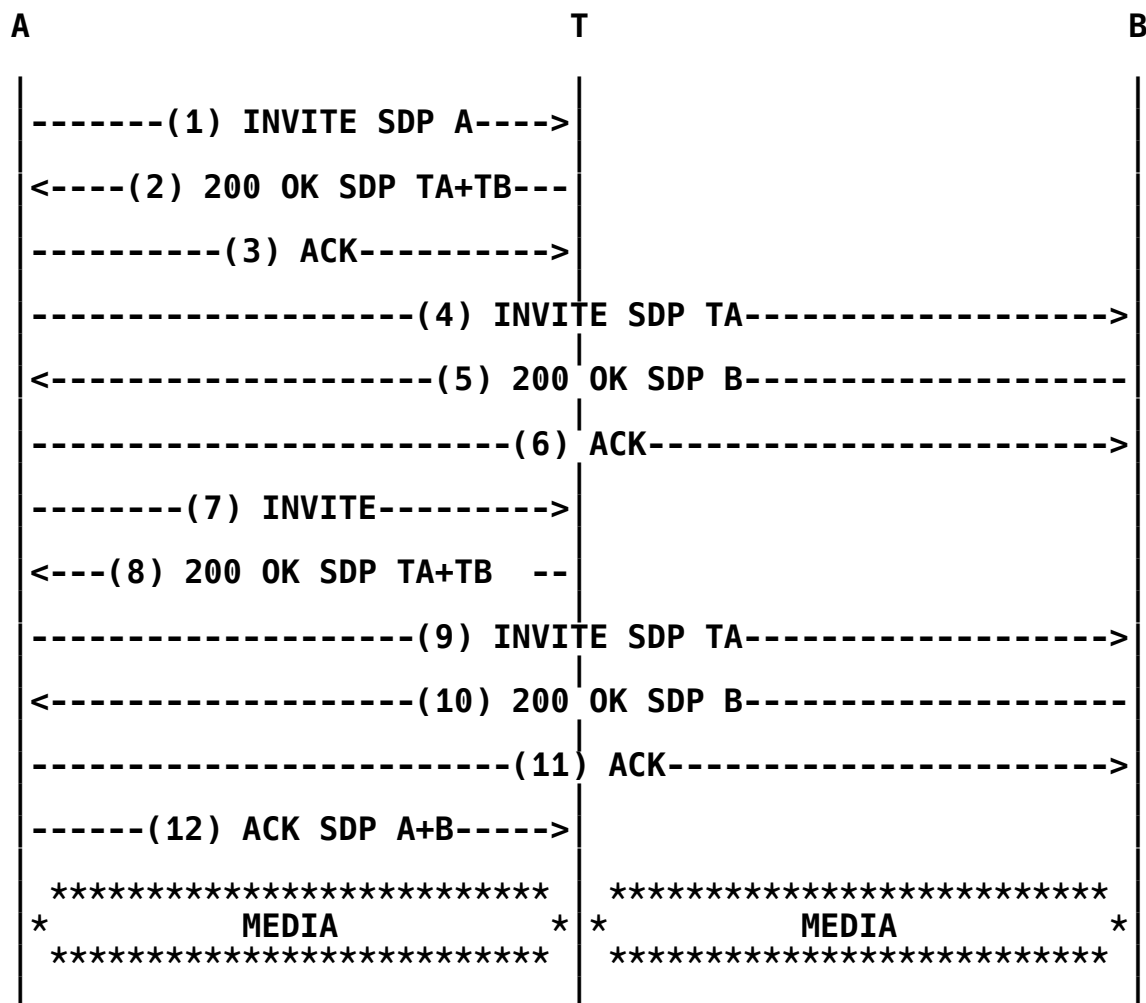 A T B
-------(1) INVITE SDP A---->
<----(2) 200 OK SDP TA+TB---
----------(3) ACK---------->
--------------------(4) INVITE SDP TA------------------->
<---------------------(5) 200 OK SDP B--------------------
-------------------------(6) ACK------------------------>
--------(7) INVITE--------->
<---(8) 200 OK SDP TA+TB  --
--------------------(9) INVITE SDP TA------------------->
<--------------------(10) 200 OK SDP B--------------------
-------------------------(11) ACK----------------------->
------(12) ACK SDP A+B----->
************************** **************************
* MEDIA * * MEDIA *
************************** **************************